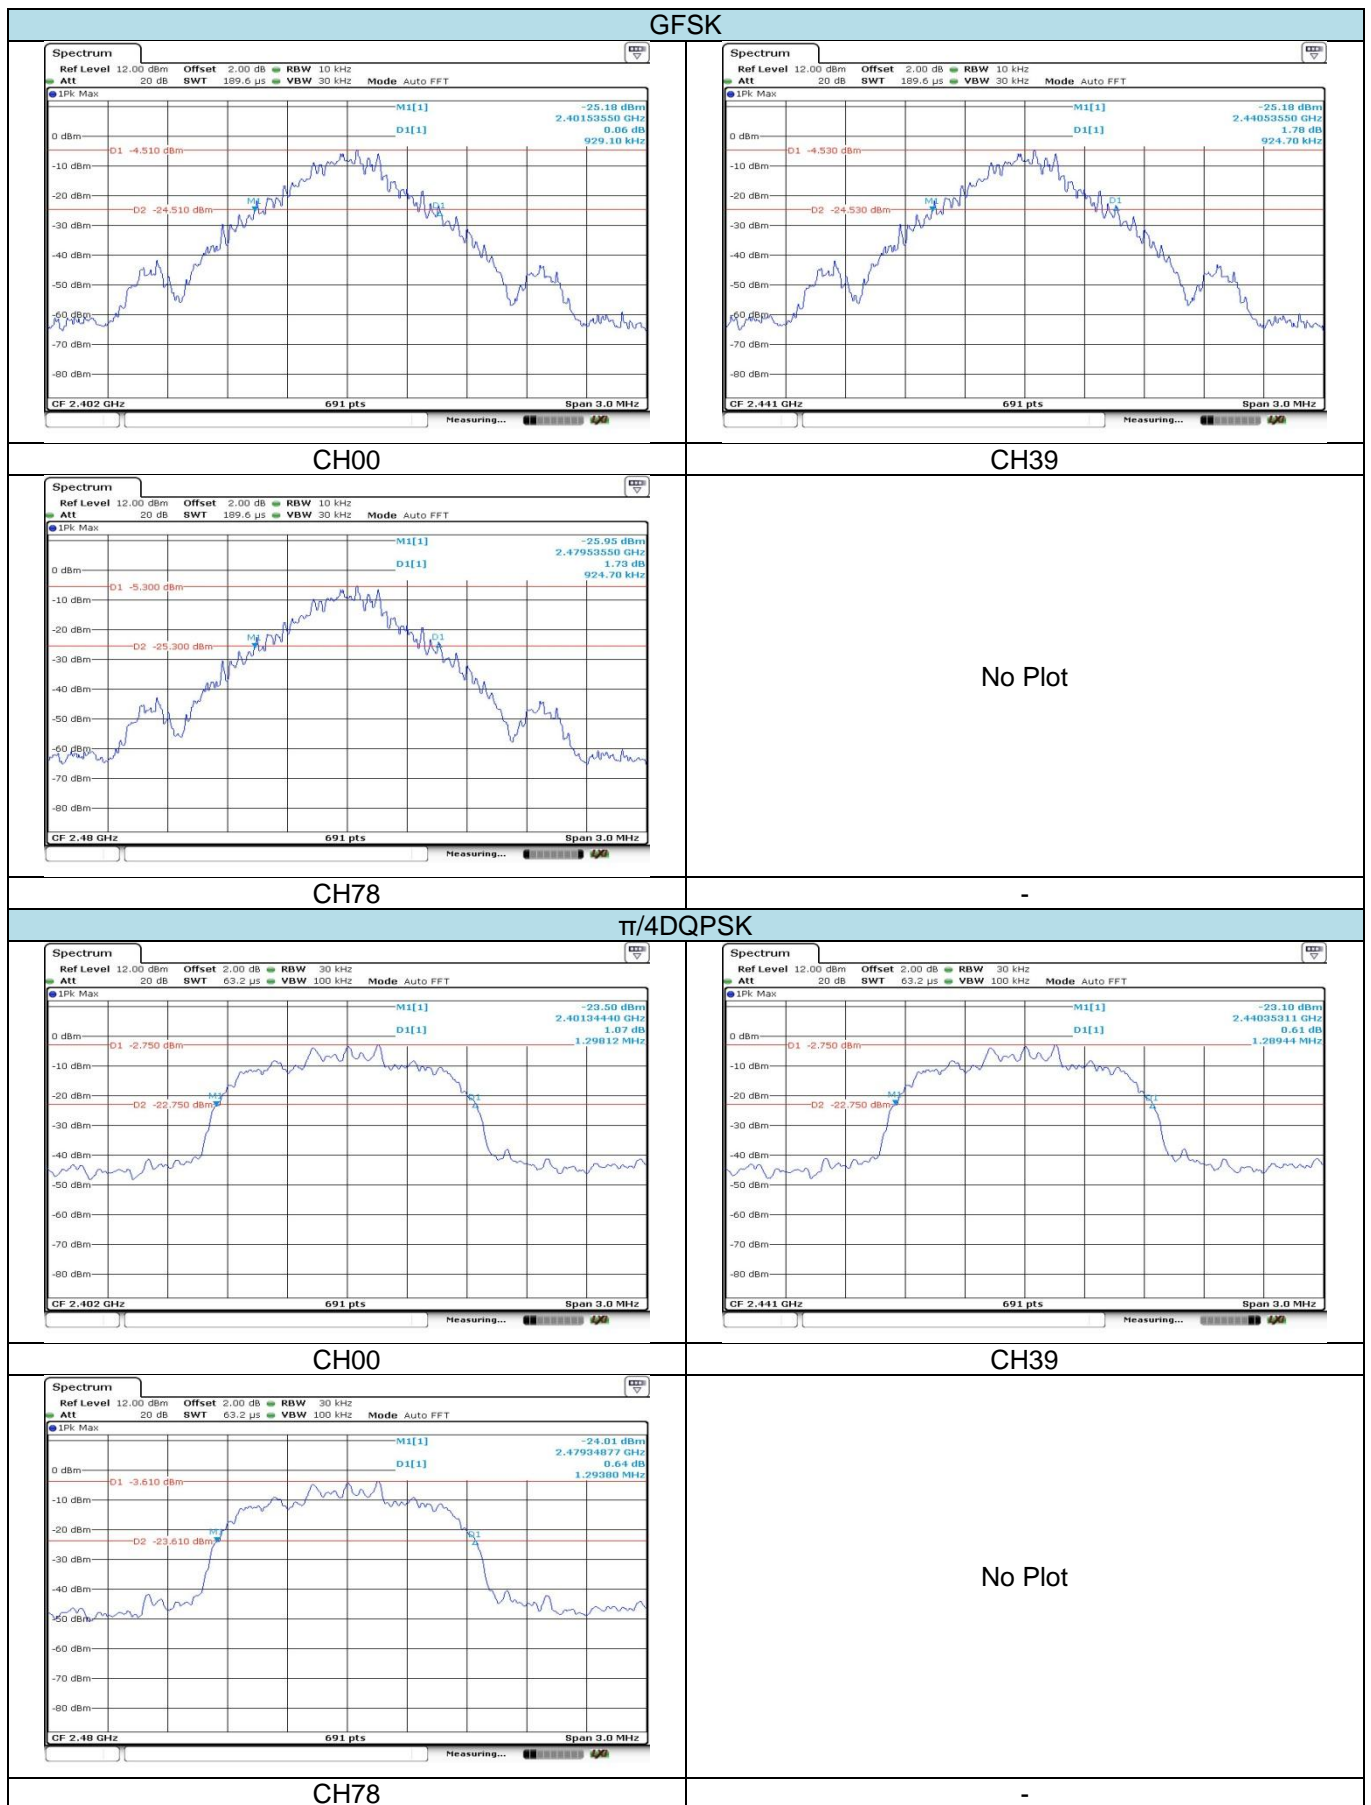 GFSK
Spectrum
Ref Level 12.00 dBm Offset 2.00 dB RBW 10 kHz
Att 20 dB SWT 189.6 µs VBW 30 kHz Mode Auto FFT
1Pk Max
M1[1] -25.18 dBm
2.40153550 GHz
D1[1] 0.06 dB
929.10 kHz
0 dBm
D1 -4.510 dBm
-10 dBm
-20 dBm
M1
D1
D2 -24.510 dBm
-30 dBm
-40 dBm
-50 dBm
-60 dBm
-70 dBm
-80 dBm
CF 2.402 GHz 691 pts Span 3.0 MHz
Measuring...
Spectrum
Ref Level 12.00 dBm Offset 2.00 dB RBW 10 kHz
Att 20 dB SWT 189.6 µs VBW 30 kHz Mode Auto FFT
1Pk Max
M1[1] -25.18 dBm
2.44053550 GHz
D1[1] 1.78 dB
924.70 kHz
0 dBm
D1 -4.530 dBm
-10 dBm
-20 dBm
M1
D1
D2 -24.530 dBm
-30 dBm
-40 dBm
-50 dBm
-60 dBm
-70 dBm
-80 dBm
CF 2.441 GHz 691 pts Span 3.0 MHz
Measuring...
CH00 CH39
Spectrum
Ref Level 12.00 dBm Offset 2.00 dB RBW 10 kHz
Att 20 dB SWT 189.6 µs VBW 30 kHz Mode Auto FFT
1Pk Max
M1[1] -25.95 dBm
2.47953550 GHz
D1[1] 1.73 dB
924.70 kHz
0 dBm
D1 -5.300 dBm
-10 dBm
-20 dBm
M1
D1
D2 -25.300 dBm
-30 dBm
-40 dBm
-50 dBm
-60 dBm
-70 dBm
-80 dBm
CF 2.48 GHz 691 pts Span 3.0 MHz
Measuring...
No Plot
CH78 -
π/4DQPSK
Spectrum
Ref Level 12.00 dBm Offset 2.00 dB RBW 30 kHz
Att 20 dB SWT 63.2 µs VBW 100 kHz Mode Auto FFT
1Pk Max
M1[1] -23.50 dBm
2.40134440 GHz
D1[1] 1.07 dB
1.29812 MHz
0 dBm
D1 -2.750 dBm
-10 dBm
-20 dBm
M1
D1
D2 -22.750 dBm
-30 dBm
-40 dBm
-50 dBm
-60 dBm
-70 dBm
-80 dBm
CF 2.402 GHz 691 pts Span 3.0 MHz
Measuring...
Spectrum
Ref Level 12.00 dBm Offset 2.00 dB RBW 30 kHz
Att 20 dB SWT 63.2 µs VBW 100 kHz Mode Auto FFT
1Pk Max
M1[1] -23.10 dBm
2.44035311 GHz
D1[1] 0.61 dB
1.28944 MHz
0 dBm
D1 -2.750 dBm
-10 dBm
-20 dBm
M1
D1
D2 -22.750 dBm
-30 dBm
-40 dBm
-50 dBm
-60 dBm
-70 dBm
-80 dBm
CF 2.441 GHz 691 pts Span 3.0 MHz
Measuring...
CH00 CH39
Spectrum
Ref Level 12.00 dBm Offset 2.00 dB RBW 30 kHz
Att 20 dB SWT 63.2 µs VBW 100 kHz Mode Auto FFT
1Pk Max
M1[1] -24.01 dBm
2.47934877 GHz
D1[1] 0.64 dB
1.29380 MHz
0 dBm
D1 -3.610 dBm
-10 dBm
-20 dBm
M1
D1
D2 -23.610 dBm
-30 dBm
-40 dBm
-50 dBm
-60 dBm
-70 dBm
-80 dBm
CF 2.48 GHz 691 pts Span 3.0 MHz
Measuring...
No Plot
CH78 -